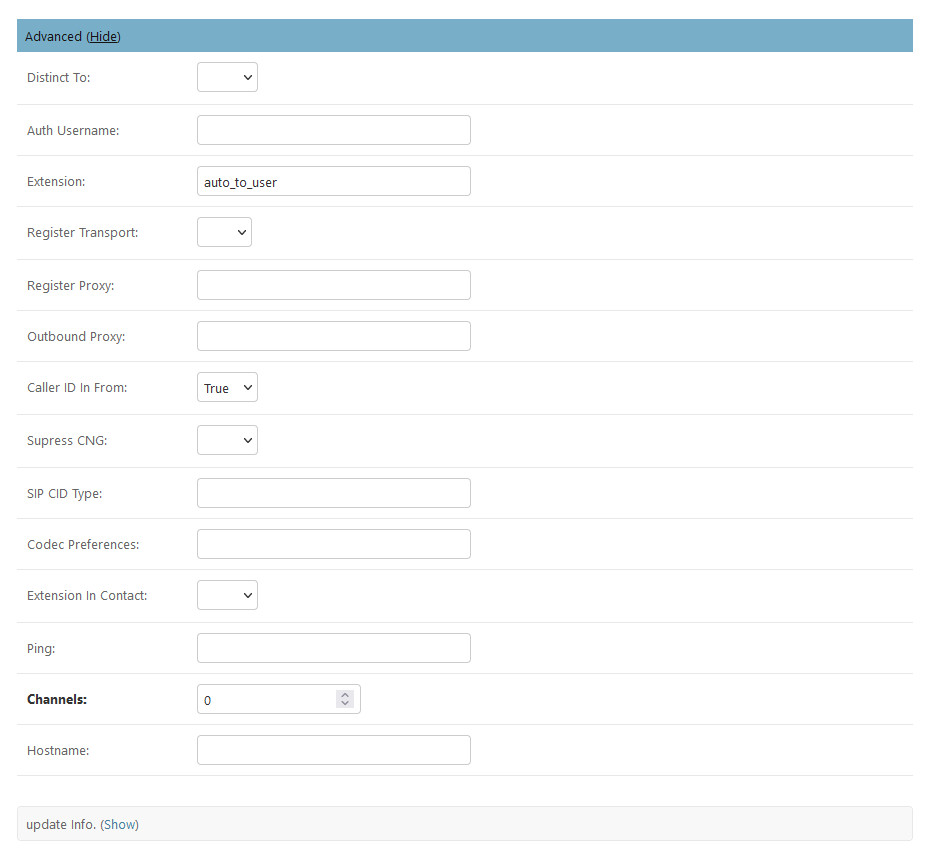 Advanced (Hide)
Distinct To:
Auth Username:
Extension: auto_to_user
Register Transport:
Register Proxy:
Outbound Proxy:
Caller ID In From: True
Supress CNG:
SIP CID Type:
Codec Preferences:
Extension In Contact:
Ping:
Channels: 0
Hostname:
update Info. (Show)